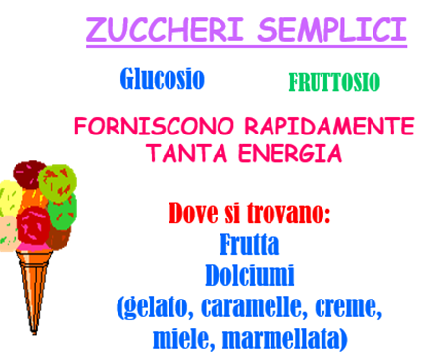 ZUCCHERI SEMPLICI
Glucosio FRUTTOSIO
FORNISCONO RAPIDAMENTE
TANTA ENERGIA
Dove si trovano:
Frutta
Dolciumi
(gelato, caramelle, creme,
miele, marmellata)